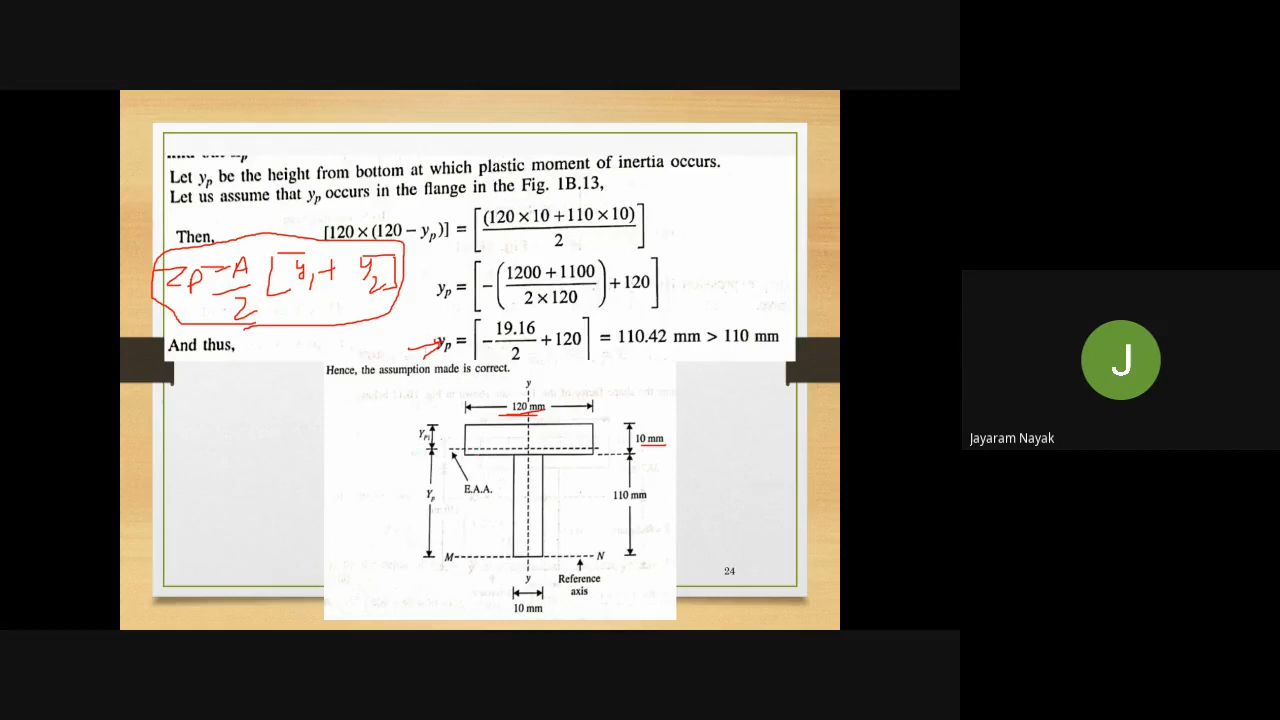 Let yp be the height from bottom at which plastic moment of inertia occurs.
Let us assume that yp occurs in the flange in the Fig. 1B.13,
Then, [120 × (120 − yp)] = [(120 × 10 + 110 × 10) / 2]
Zp = A/2 [y̅1 + y̅2]
yp = [−(1200 + 1100 / 2 × 120) + 120]
And thus, yp = [−19.16 / 2 + 120] = 110.42 mm > 110 mm
Hence, the assumption made is correct.
y
120 mm
10 mm
E.A.A.
Yp
110 mm
M
N
y
Reference
axis
10 mm
24
J
Jayaram Nayak